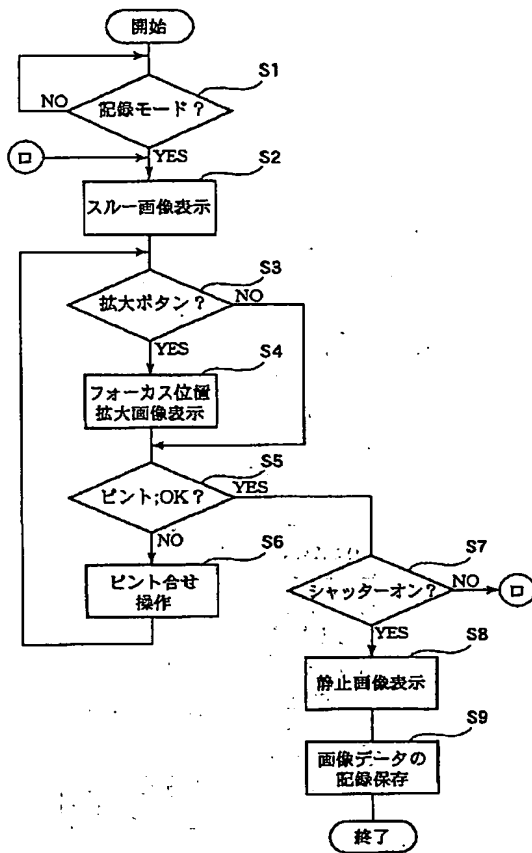 開始
S1
記録モード？
NO
YES
ロ
S2
スルー画像表示
S3
拡大ボタン？
NO
YES
S4
フォーカス位置
拡大画像表示
S5
ピント;OK？
YES
NO
S6
ピント合せ
操作
S7
シャッターオン？
NO
ロ
YES
S8
静止画像表示
S9
画像データの
記録保存
終了